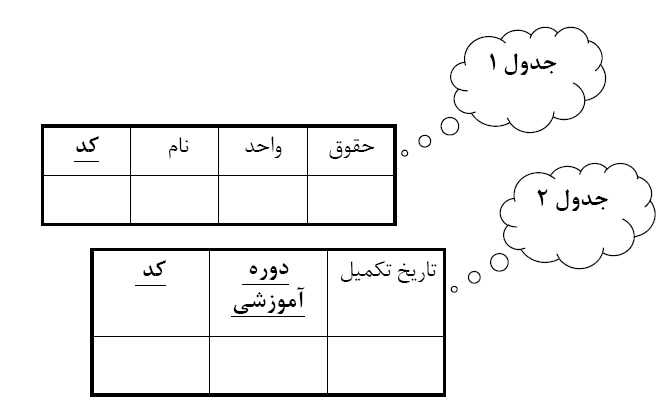 جدول ۱
حقوق واحد نام کد
جدول ۲
تاریخ تکمیل دوره آموزشی کد